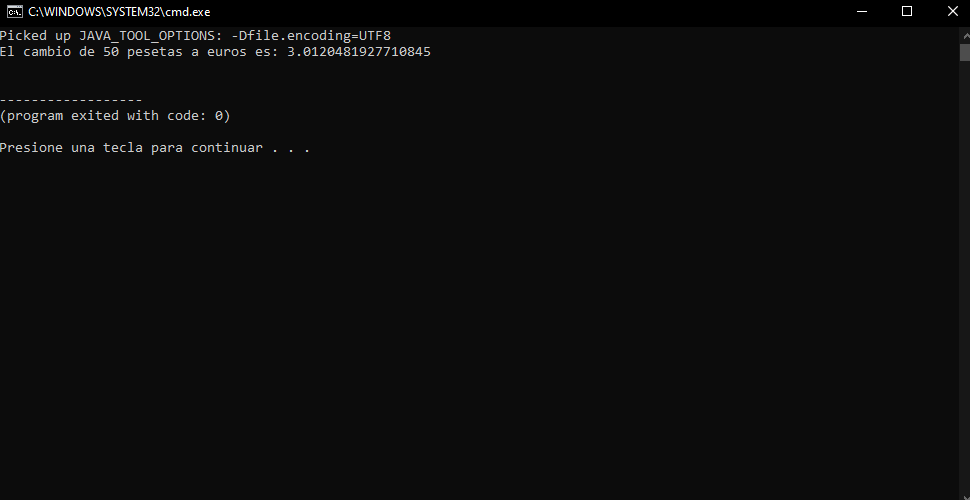 C:\WINDOWS\SYSTEM32\cmd.exe
Picked up JAVA_TOOL_OPTIONS: -Dfile.encoding=UTF8
El cambio de 50 pesetas a euros es: 3.0120481927710845
------------------
(program exited with code: 0)
Presione una tecla para continuar . . .